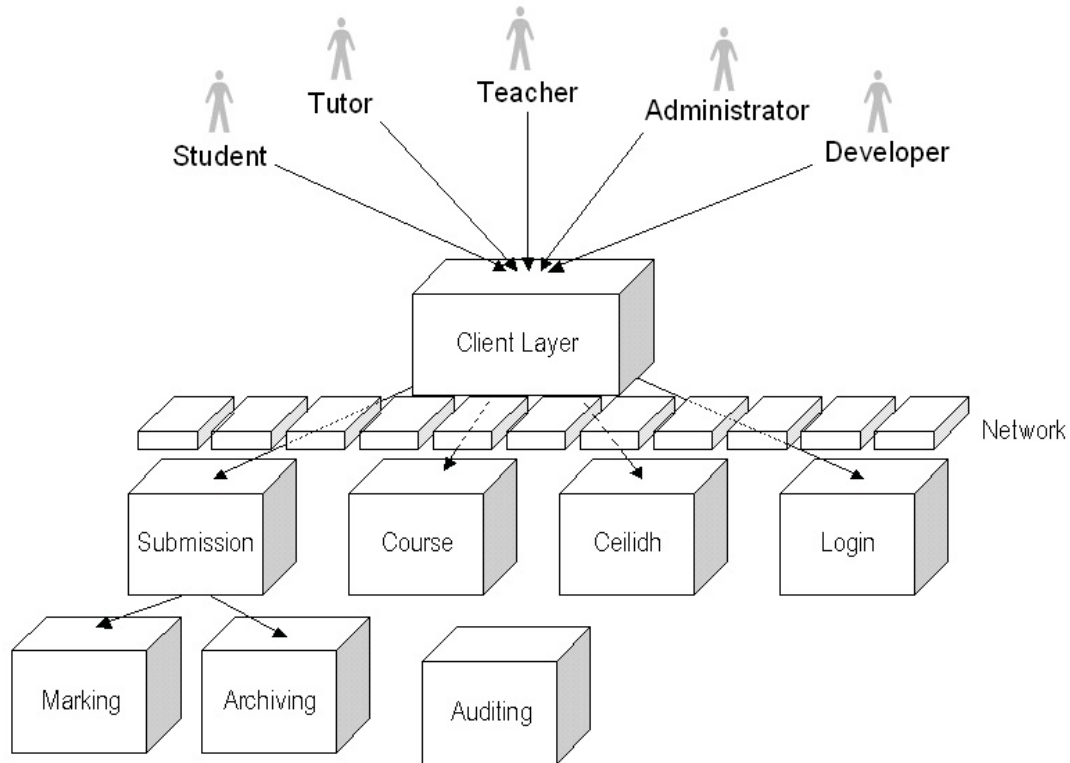 Student
Tutor
Teacher
Administrator
Developer
Client Layer
Network
Submission
Course
Ceilidh
Login
Marking
Archiving
Auditing